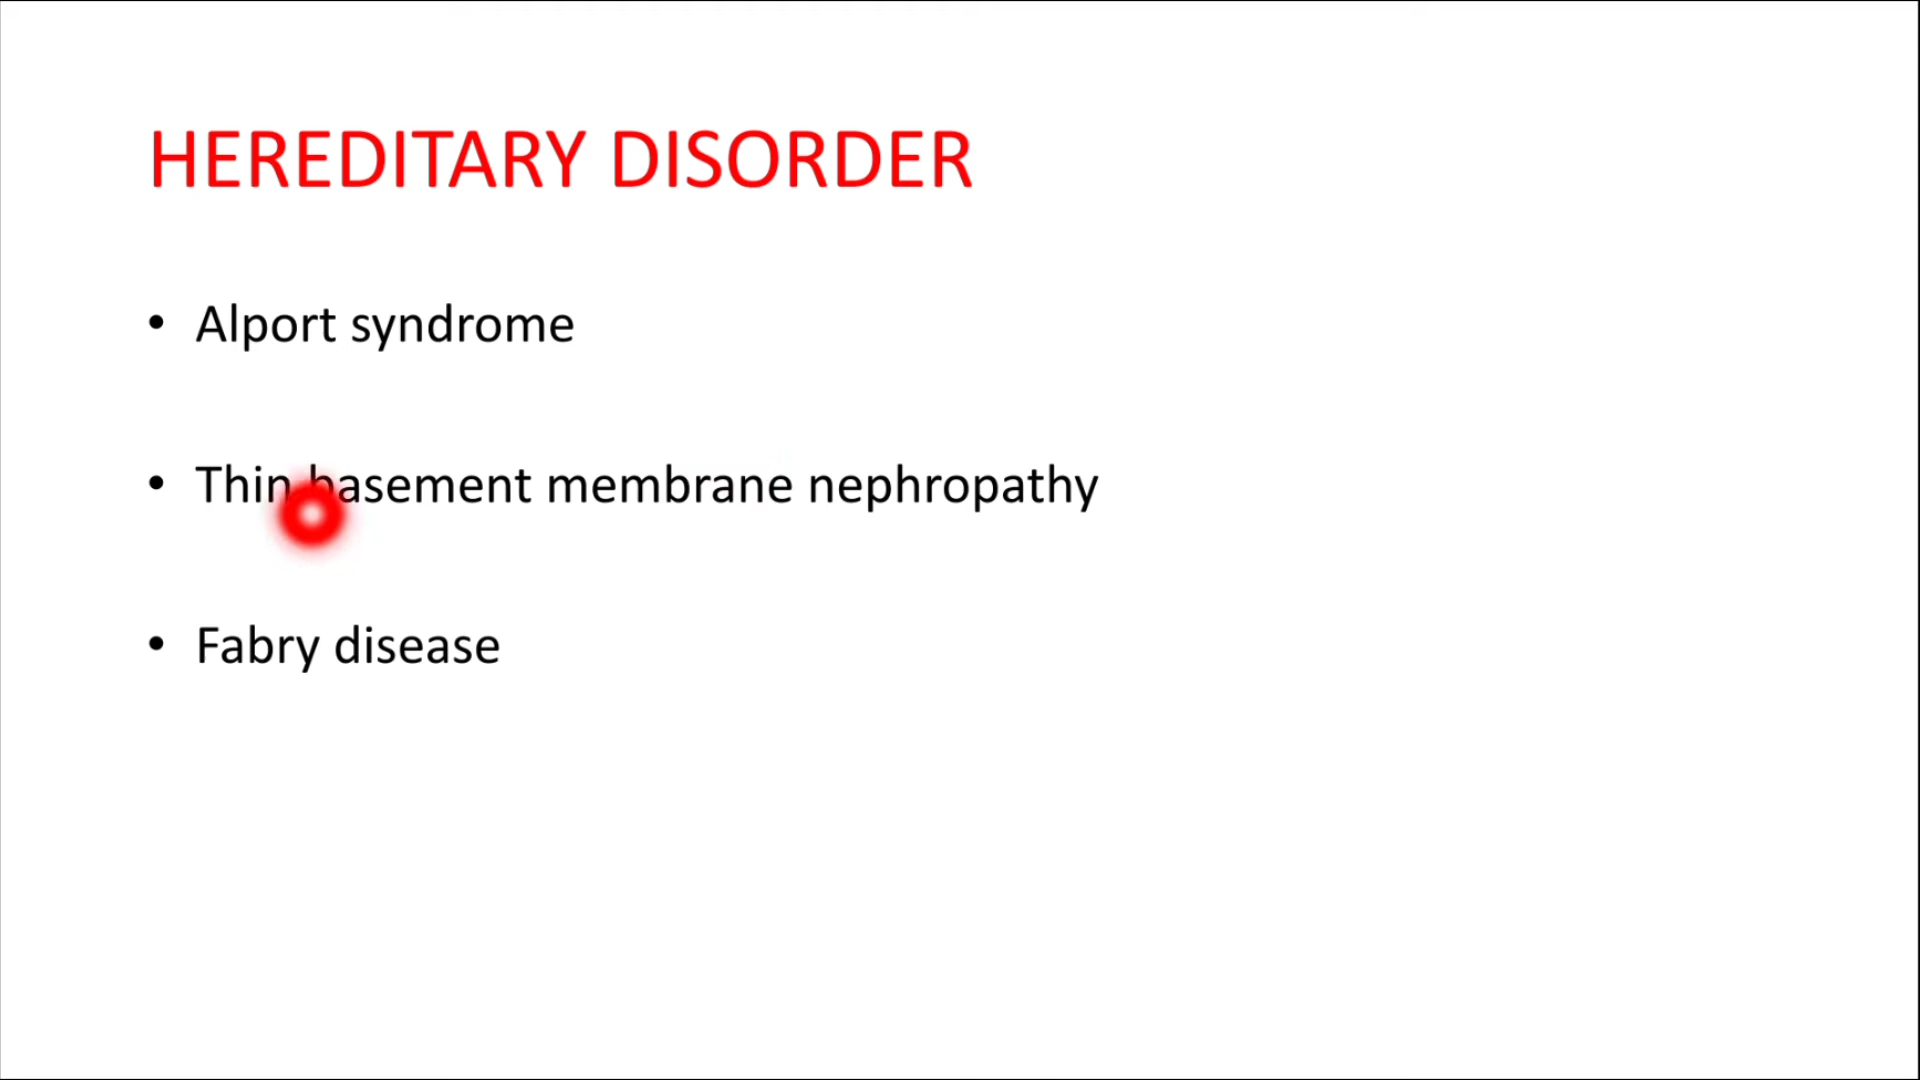 HEREDITARY DISORDER
• Alport syndrome
• Thin basement membrane nephropathy
• Fabry disease